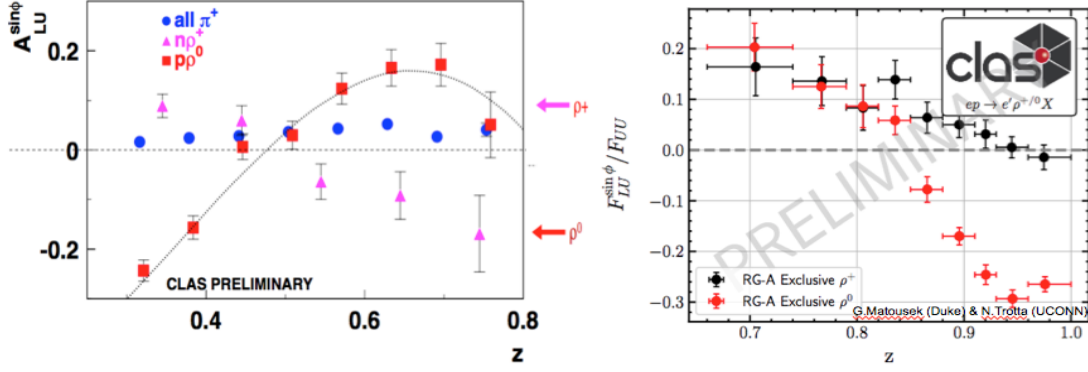 A_LU^sinϕ
all π+
nρ+
pρ0
0.2
0
-0.2
ρ+
ρ0
CLAS PRELIMINARY
0.4
0.6
0.8
z
F_LU^sin ϕ / F_UU
0.2
0.1
0.0
−0.1
−0.2
−0.3
clas
ep → e′ρ+/0X
PRELIMINARY
RG-A Exclusive ρ+
RG-A Exclusive ρ0
G.Matousek (Duke) & N.Trotta (UCONN)
0.7
0.8
0.9
1.0
z